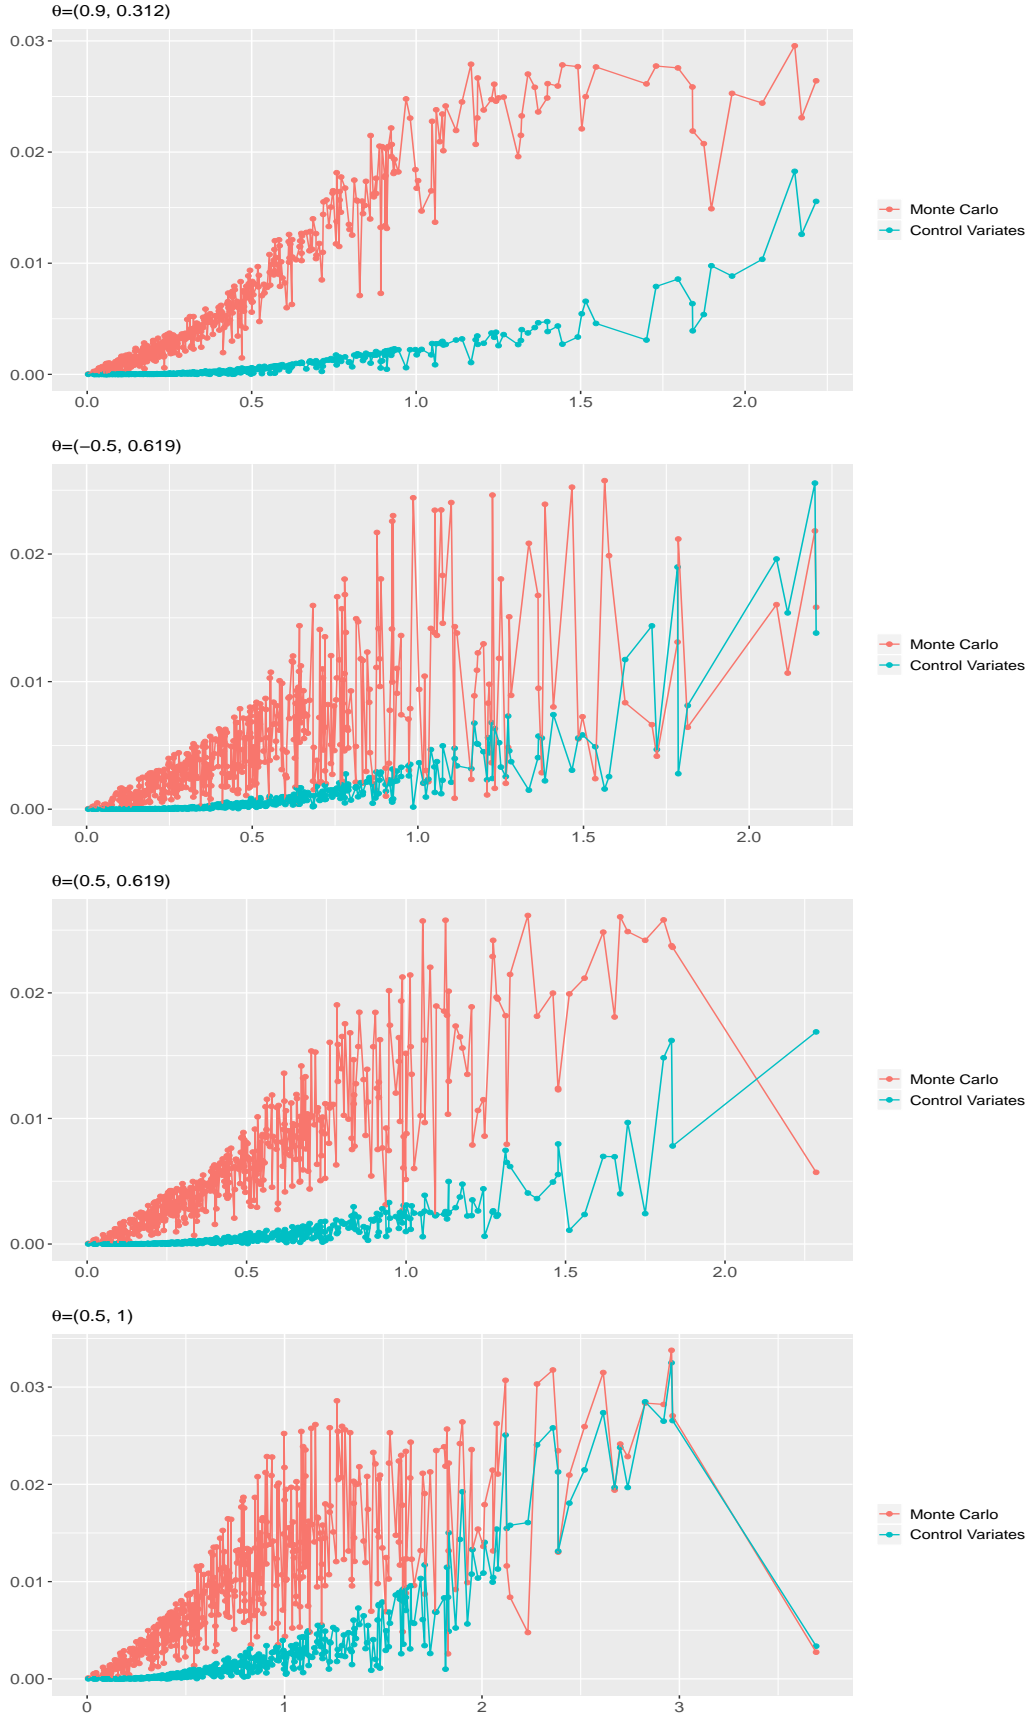 θ=(0.9, 0.312)
0.03
0.02
0.01
0.00
0.0 0.5 1.0 1.5 2.0
Monte Carlo
Control Variates
θ=(−0.5, 0.619)
0.02
0.01
0.00
0.0 0.5 1.0 1.5 2.0
Monte Carlo
Control Variates
θ=(0.5, 0.619)
0.02
0.01
0.00
0.0 0.5 1.0 1.5 2.0
Monte Carlo
Control Variates
θ=(0.5, 1)
0.03
0.02
0.01
0.00
0 1 2 3
Monte Carlo
Control Variates